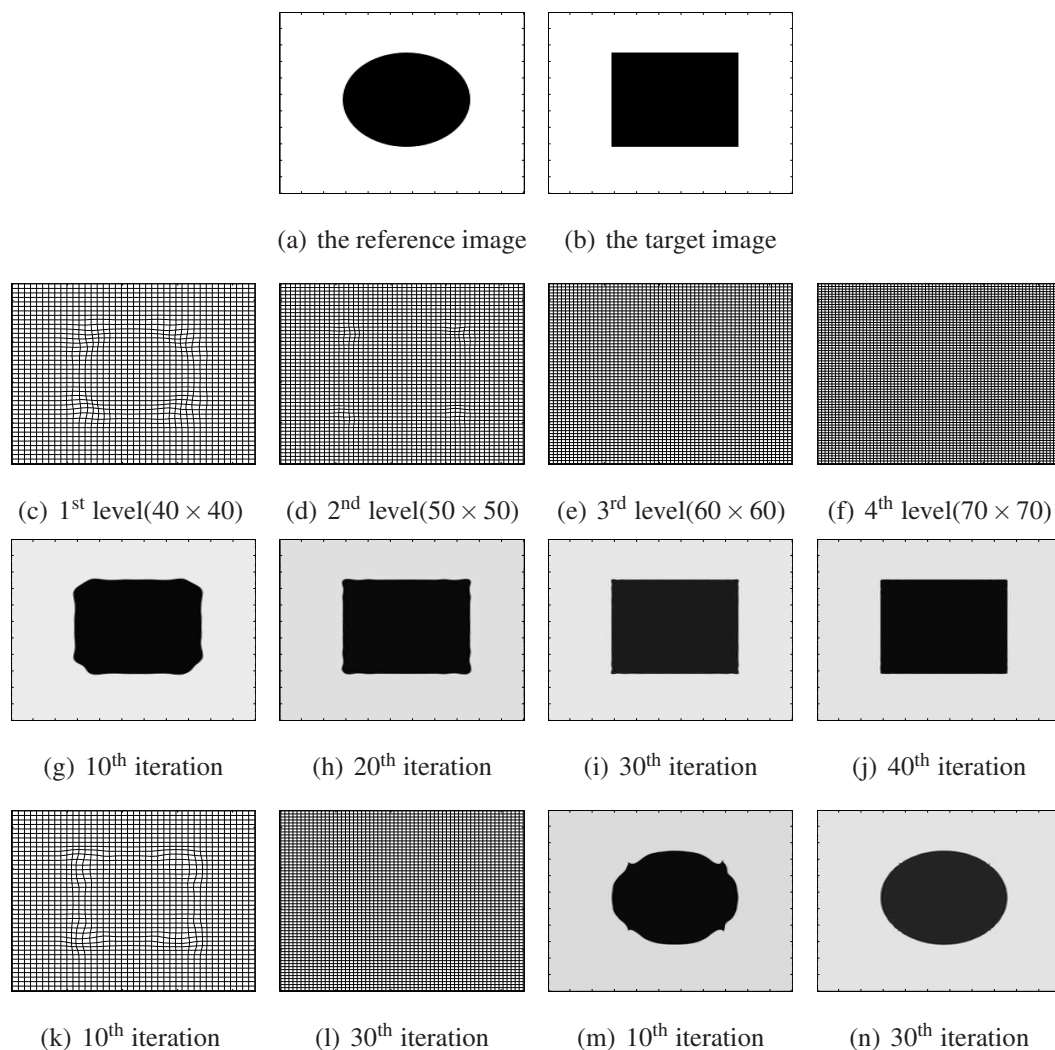 (a) the reference image (b) the target image
(c) 1st level(40 × 40) (d) 2nd level(50 × 50) (e) 3rd level(60 × 60) (f) 4th level(70 × 70)
(g) 10th iteration (h) 20th iteration (i) 30th iteration (j) 40th iteration
(k) 10th iteration (l) 30th iteration (m) 10th iteration (n) 30th iteration